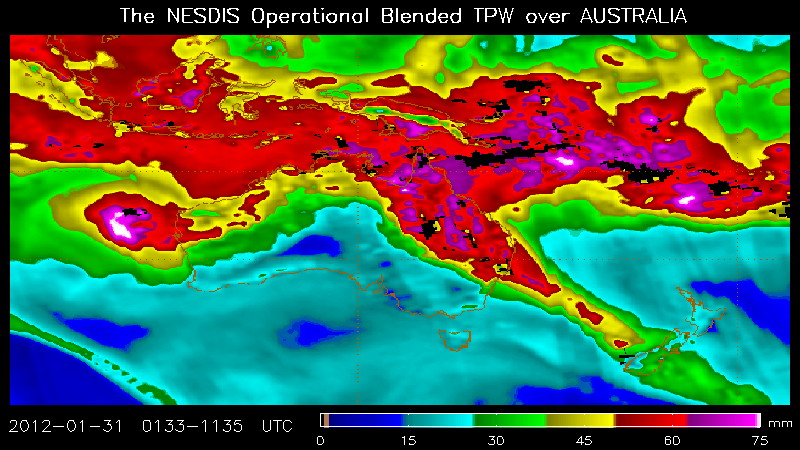 The NESDIS Operational Blended TPW over AUSTRALIA
2012-01-31 0133-1135 UTC
0 15 30 45 60 75 mm